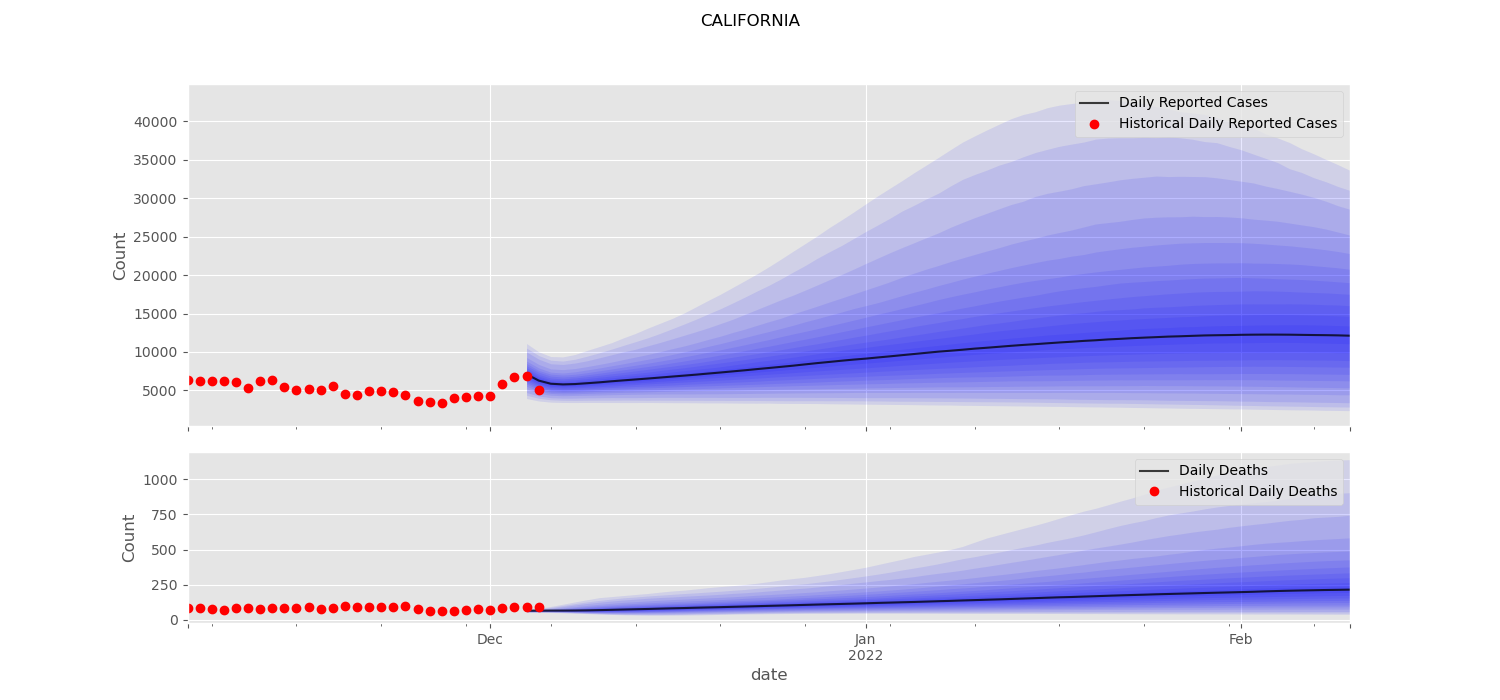 CALIFORNIA
Daily Reported Cases
Historical Daily Reported Cases
40000
35000
30000
25000
20000
15000
10000
5000
Count
Daily Deaths
Historical Daily Deaths
1000
750
500
250
0
Count
Dec
Jan
2022
Feb
date